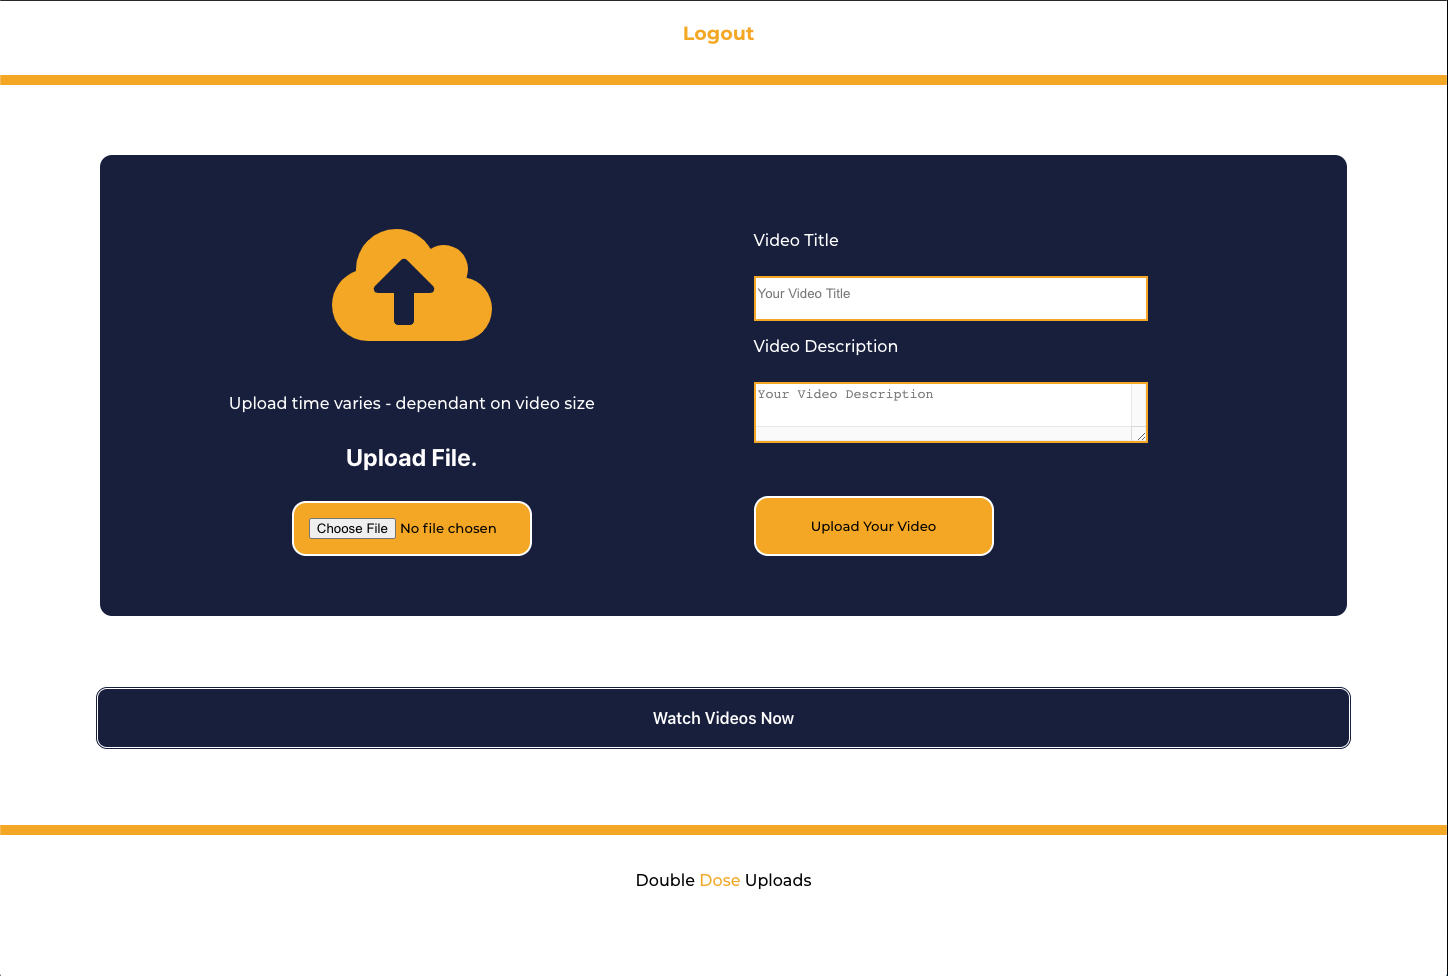 Logout
Upload time varies - dependant on video size
Upload File.
Choose File No file chosen
Video Title
Your Video Title
Video Description
Your Video Description
Upload Your Video
Watch Videos Now
Double Dose Uploads